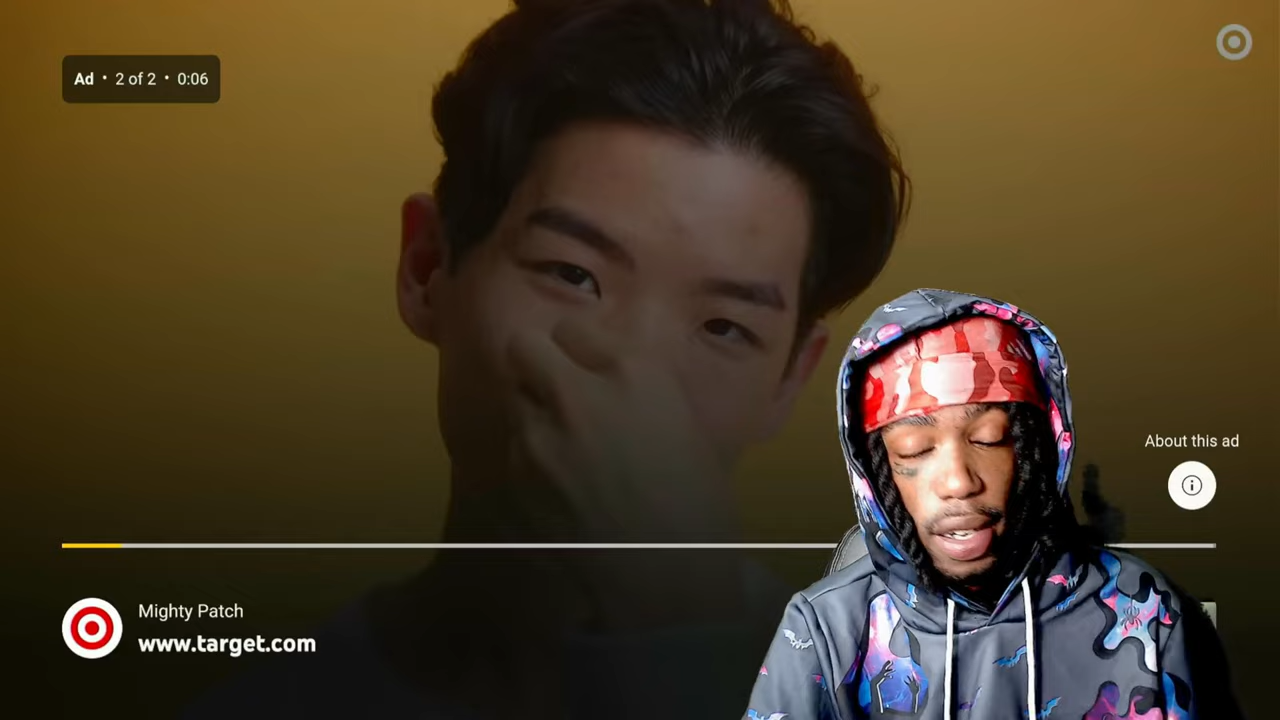 Ad • 2 of 2 • 0:06
About this ad
Mighty Patch
www.target.com